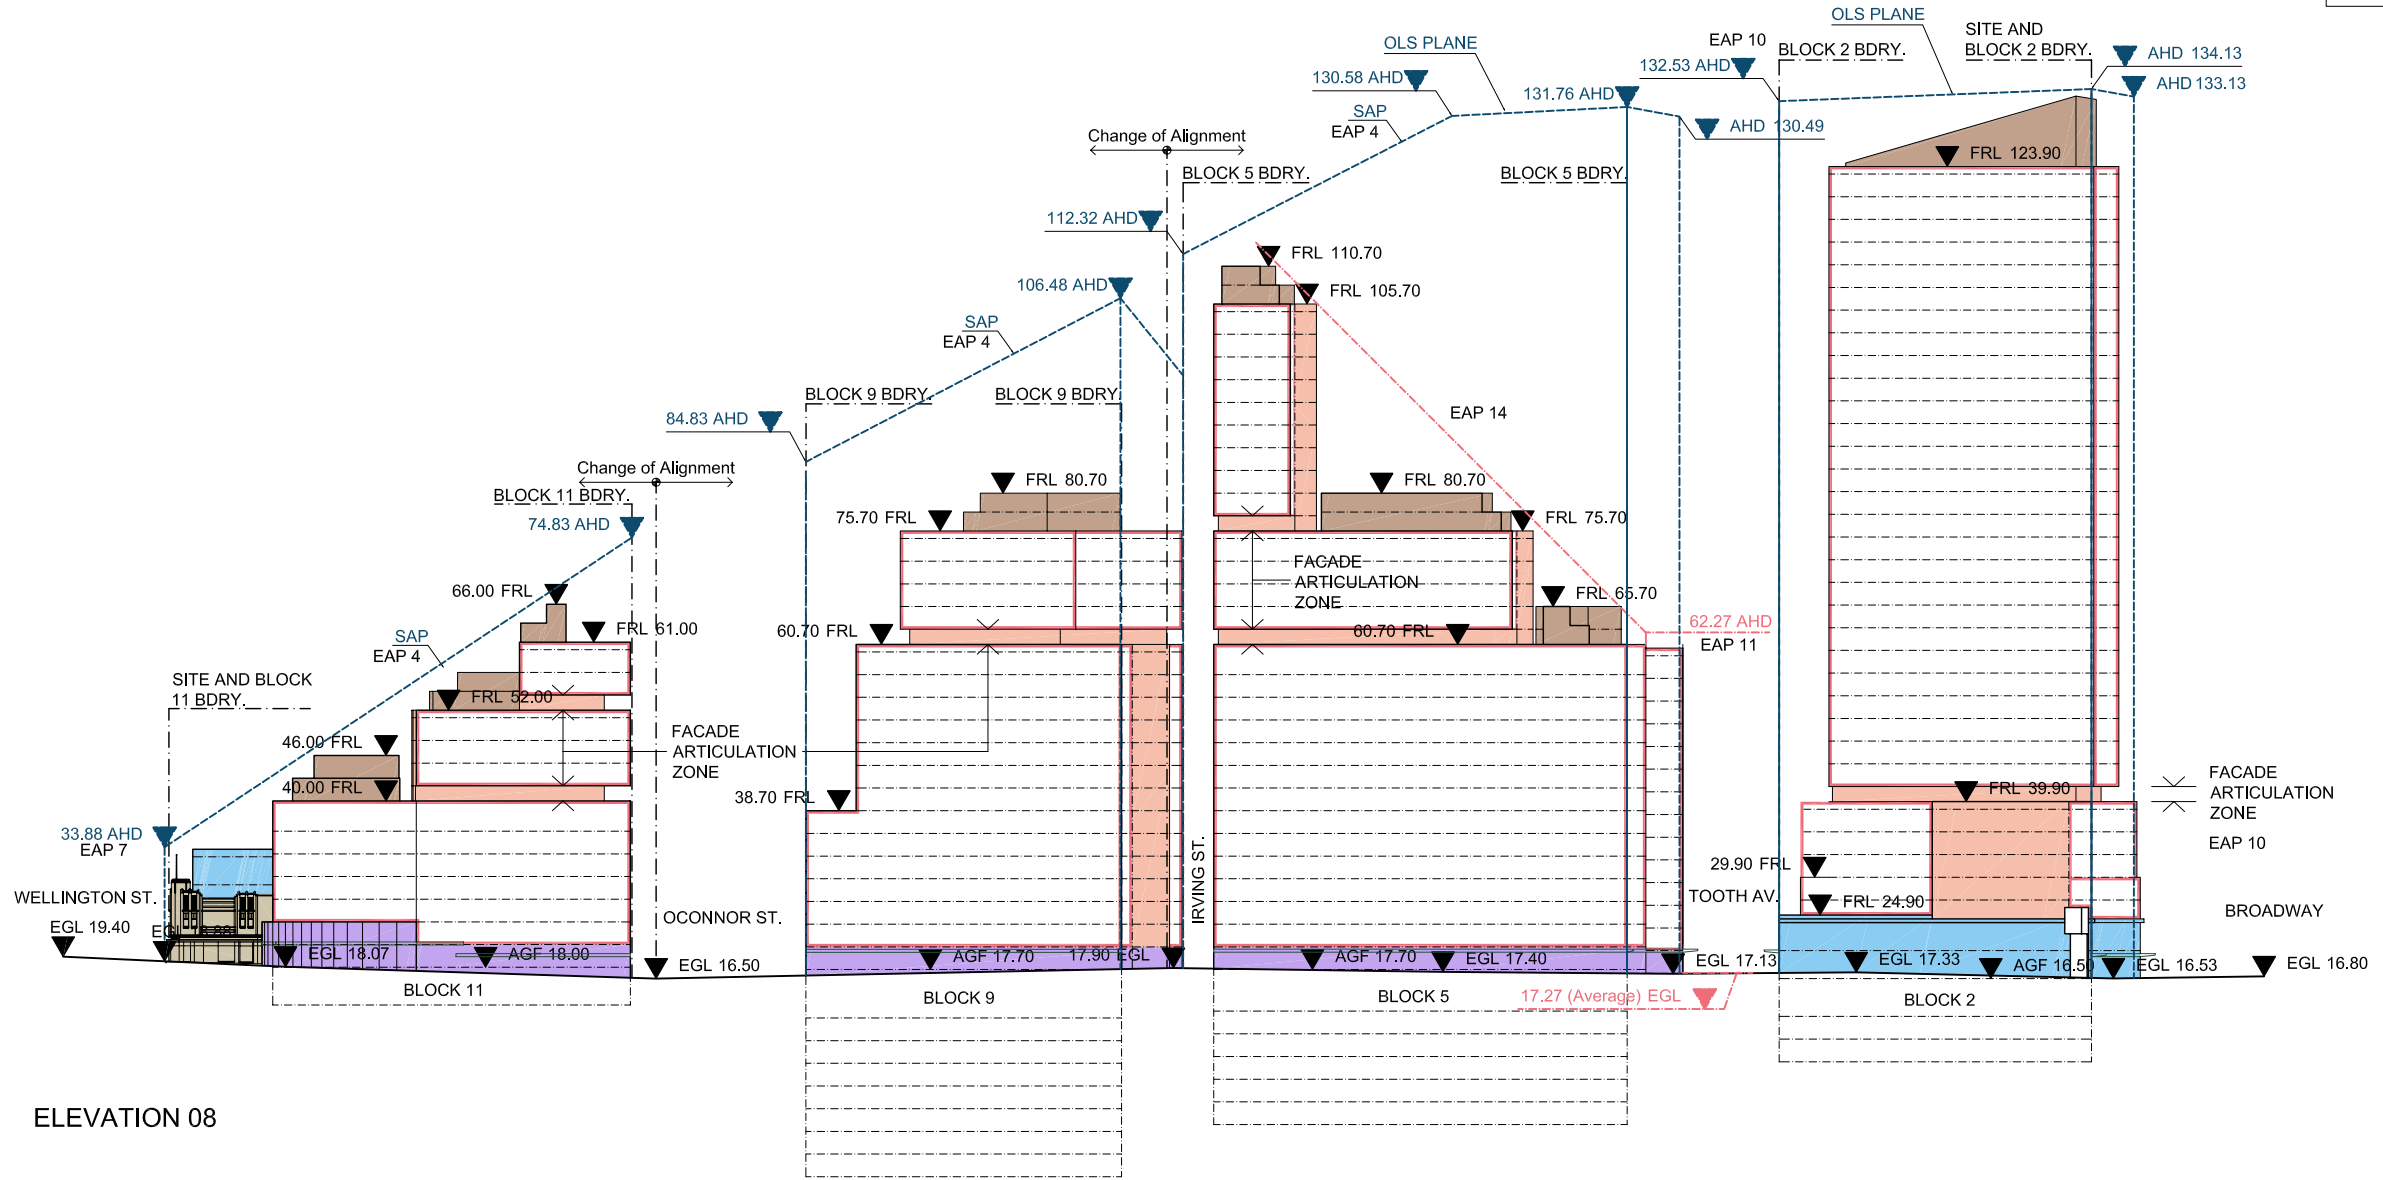 OLS PLANE
SITE AND
BLOCK 2 BDRY.
EAP 10
BLOCK 2 BDRY.
OLS PLANE
AHD 134.13
132.53 AHD
130.58 AHD
AHD 133.13
131.76 AHD
SAP
EAP 4
AHD 130.49
Change of Alignment
FRL 123.90
BLOCK 5 BDRY.
BLOCK 5 BDRY.
112.32 AHD
FRL 110.70
106.48 AHD
FRL 105.70
SAP
EAP 4
BLOCK 9 BDRY.
BLOCK 9 BDRY
84.83 AHD
EAP 14
Change of Alignment
BLOCK 11 BDRY.
FRL 80.70
FRL 80.70
74.83 AHD
75.70 FRL
FRL 75.70
FACADE
ARTICULATION
ZONE
66.00 FRL
FRL 65.70
FRL 61.00
60.70 FRL
60.70 FRL
62.27 AHD
EAP 11
SAP
EAP 4
SITE AND BLOCK
11 BDRY.
FRL 52.00
FACADE
ARTICULATION
ZONE
46.00 FRL
40.00 FRL
38.70 FRL
FRL 39.90
FACADE
ARTICULATION
ZONE
EAP 10
33.88 AHD
EAP 7
29.90 FRL
FRL 24.90
WELLINGTON ST.
EGL 19.40
OCONNOR ST.
IRVING ST.
TOOTH AV.
BROADWAY
EGL 18.07
AGF 18.00
EGL 16.50
AGF 17.70
17.90 EGL
AGF 17.70
EGL 17.40
EGL 17.13
EGL 17.33
AGF 16.50
EGL 16.53
EGL 16.80
BLOCK 11
BLOCK 9
BLOCK 5
17.27 (Average) EGL
BLOCK 2
ELEVATION 08